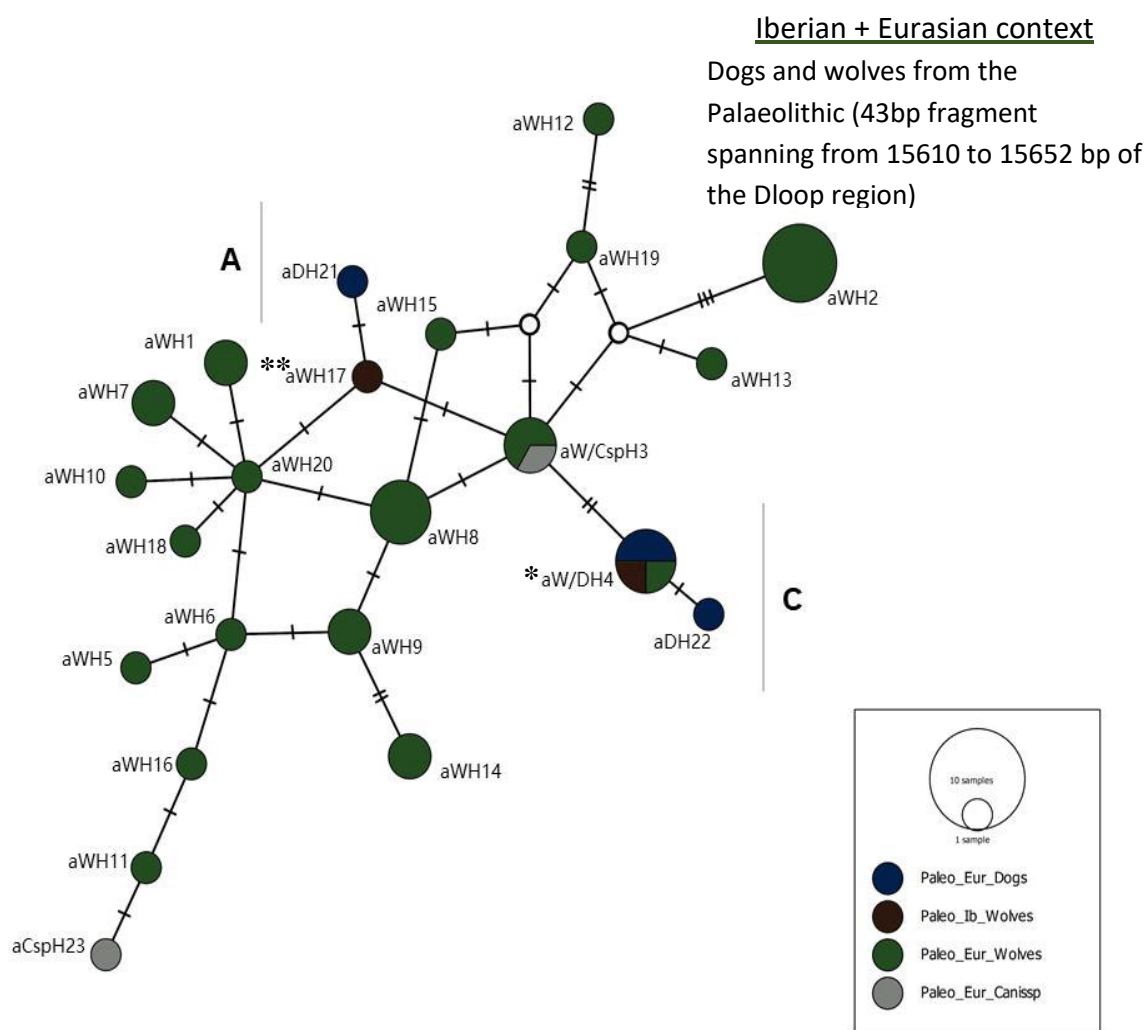 Iberian + Eurasian context
Dogs and wolves from the
Palaeolithic (43bp fragment
spanning from 15610 to 15652 bp of
the Dloop region)
aWH12
A
aDH21
aWH19
aWH15
aWH2
aWH1
**aWH17
aWH13
aWH7
aW/CspH3
aWH20
aWH10
aWH8
aWH18
*aW/DH4
C
aWH6
aWH9
aDH22
aWH5
aWH16
aWH14
aWH11
aCspH23
10 samples
1 sample
Paleo_Eur_Dogs
Paleo_Ib_Wolves
Paleo_Eur_Wolves
Paleo_Eur_Canissp